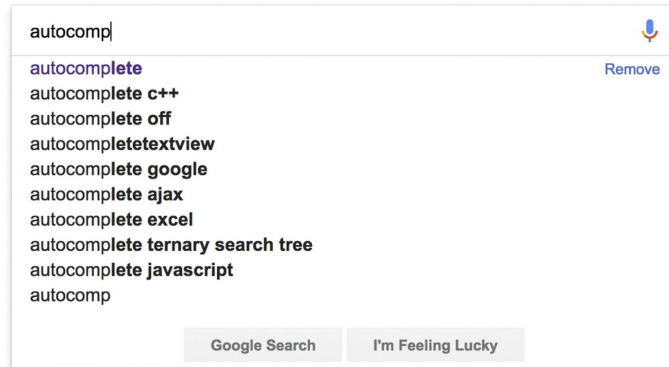 autocomp
autocomplete Remove
autocomplete c++
autocomplete off
autocompletetextview
autocomplete google
autocomplete ajax
autocomplete excel
autocomplete ternary search tree
autocomplete javascript
autocomp
Google Search I'm Feeling Lucky